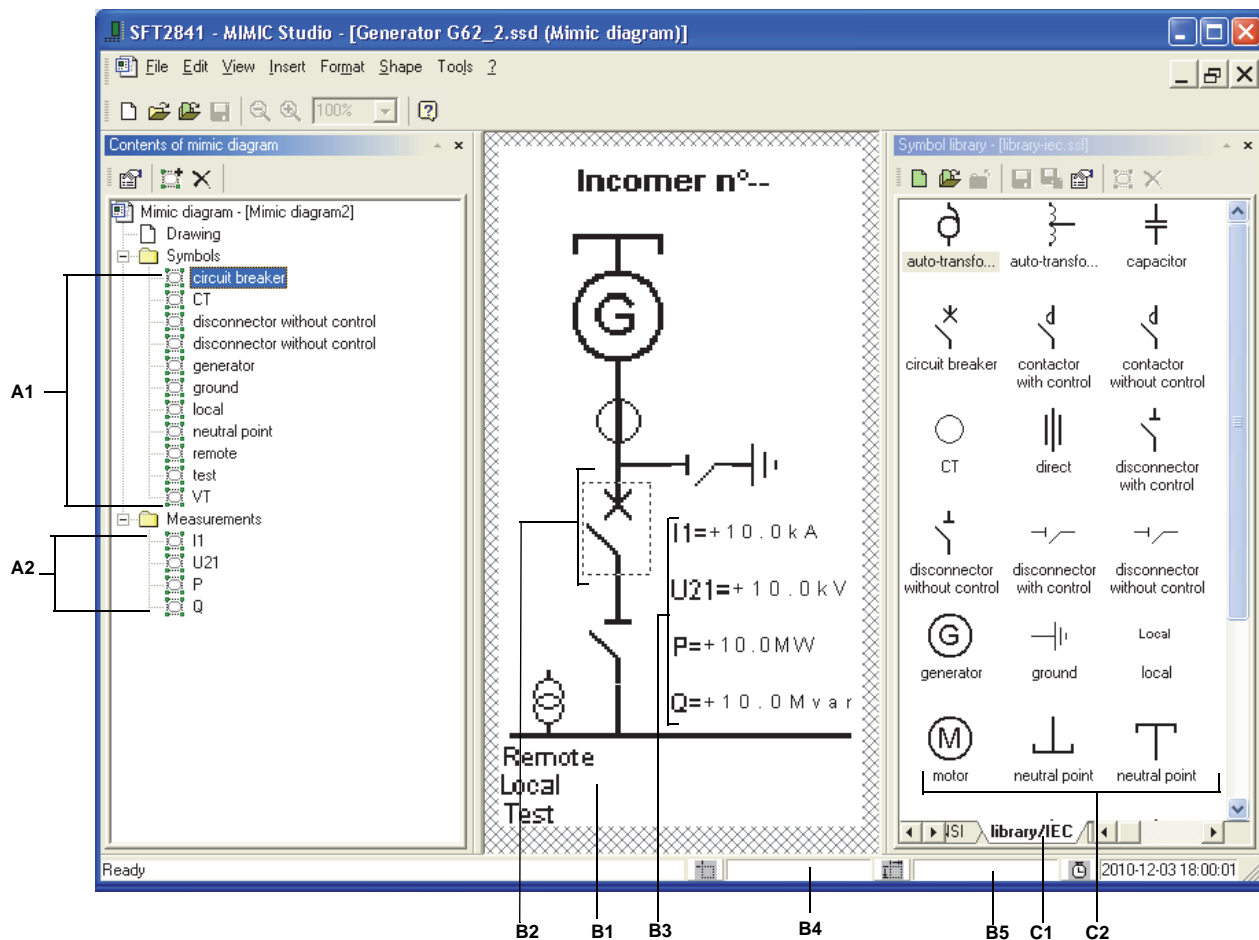 SFT2841 - MIMIC Studio - [Generator G62_2.ssd (Mimic diagram)]
File Edit View Insert Format Shape Tools ?
100%
Contents of mimic diagram
Mimic diagram - [Mimic diagram2]
Drawing
Symbols
circuit breaker
CT
disconnector without control
disconnector without control
generator
ground
local
neutral point
remote
test
VT
Measurements
I1
U21
P
Q
A1
A2
Incomer n°--
G
I1=+10.0kA
U21=+10.0kV
P=+10.0MW
Q=+10.0Mvar
Remote
Local
Test
Symbol library - [library-iec.ssl]
auto-transfo... auto-transfo... capacitor
circuit breaker contactor with control contactor without control
CT direct disconnector with control
disconnector without control disconnector with control disconnector without control
G Local
generator ground local
M
motor neutral point neutral point
NSI library/IEC
Ready
2010-12-03 18:00:01
B2 B1 B3 B4 B5 C1 C2